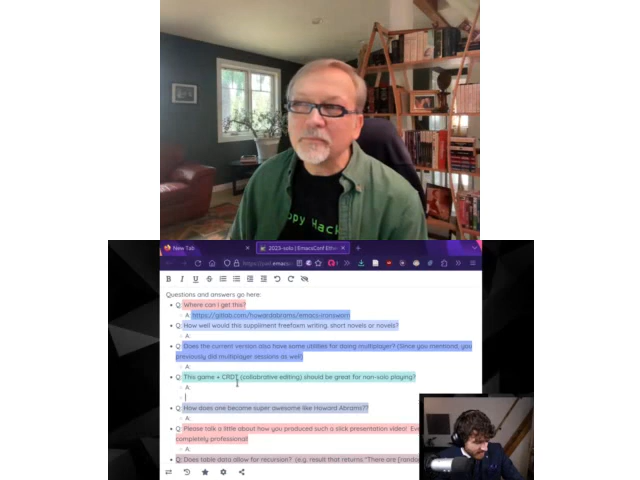 ppy Hack
New Tab
2023-solo | EmacsConf Ethe
Questions and answers go here:
Q: Where can I get this?
A: https://gitlab.com/howardabrams/emacs-ironsworn
Q: How well would this suppliment freeform writing. short novels or novels?
A:
Q: Does the current version also have some utilities for doing multiplayer? (Since you mentiond, you
previously did multiplayer sessions as well)
A:
Q: This game + CRDT (collabrative editing) should be great for non-solo playing?
A:
Q: How does one become super awesome like Howard Abrams??
A:
Q: Please talk a little about how you produced such a slick presentation video!
completely professional!
A:
Q: Does table data allow for recursion? (e.g. result that returns "There are